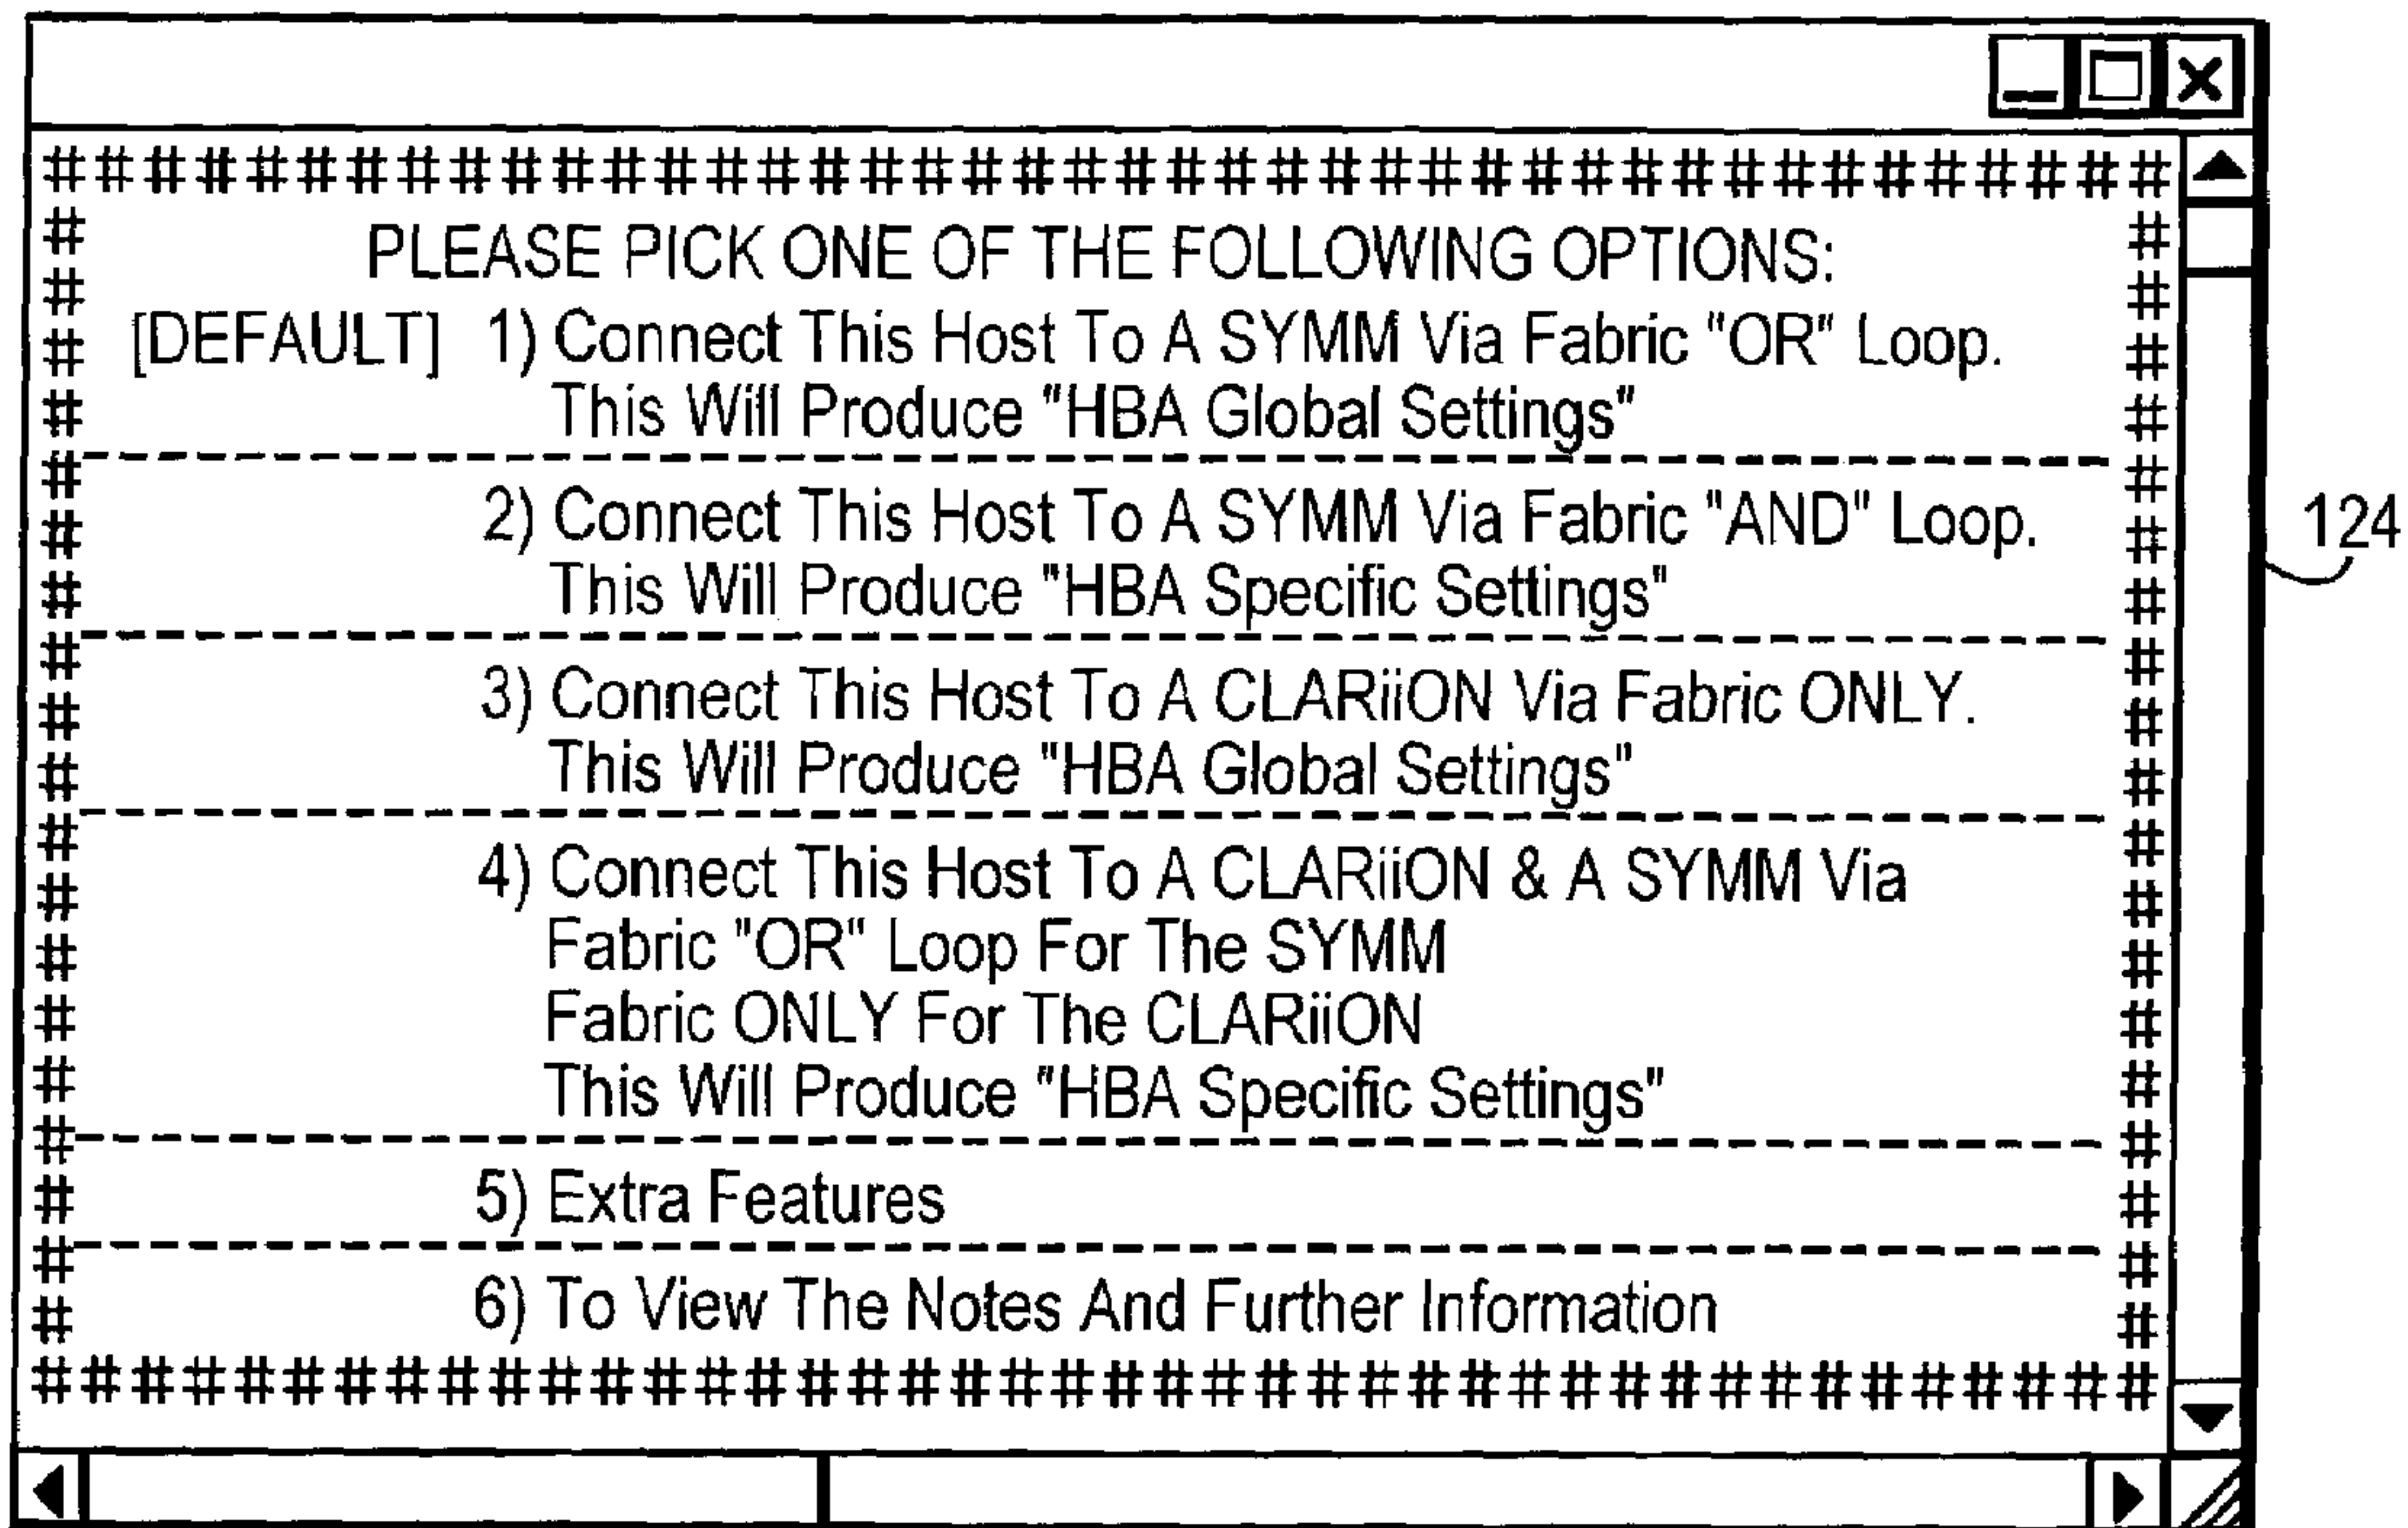 ##########################################
PLEASE PICK ONE OF THE FOLLOWING OPTIONS:
[DEFAULT] 1) Connect This Host To A SYMM Via Fabric "OR" Loop.
This Will Produce "HBA Global Settings"
2) Connect This Host To A SYMM Via Fabric "AND" Loop.
This Will Produce "HBA Specific Settings"
124
3) Connect This Host To A CLARiiON Via Fabric ONLY.
This Will Produce "HBA Global Settings"
4) Connect This Host To A CLARiiON & A SYMM Via
Fabric "OR" Loop For The SYMM
Fabric ONLY For The CLARiiON
This Will Produce "HBA Specific Settings"
5) Extra Features
6) To View The Notes And Further Information
##########################################